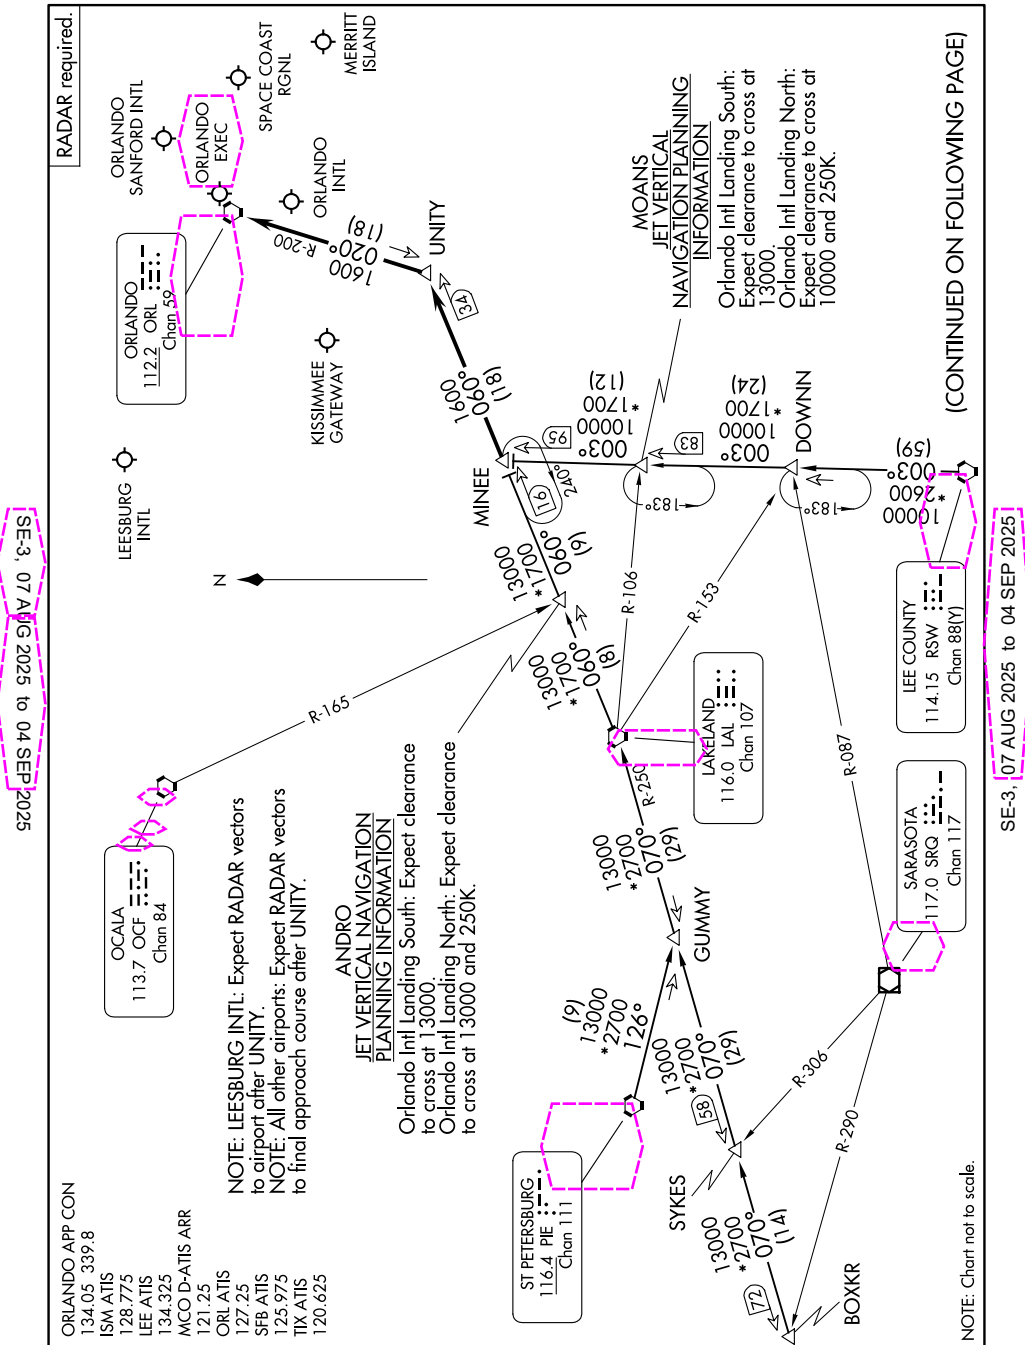 RADAR required.
ORLANDO APP CON
134.05 339.8
ISM ATIS
128.775
LEE ATIS
134.325
MCO D-ATIS ARR
121.25
ORL ATIS
127.25
SFB ATIS
125.975
TIX ATIS
120.625
LEESBURG
INTL
ORLANDO
SANFORD INTL
ORLANDO
EXEC
SPACE COAST
RGNL
MERRITT
ISLAND
ORLANDO
INTL
KISSIMMEE
GATEWAY
ORLANDO
112.2 ORL
Chan 59
R-200
1600
020°
(18)
UNITY
34
1600
060°
(18)
MINEE
16
240°
95
13000
*1700
060°
(9)
13000
*1700
060°
(8)
N
OCALA
113.7 OCF
Chan 84
R-165
NOTE: LEESBURG INTL: Expect RADAR vectors
to airport after UNITY.
NOTE: All other airports: Expect RADAR vectors
to final approach course after UNITY.
ANDRO
JET VERTICAL NAVIGATION
PLANNING INFORMATION
Orlando Intl Landing South: Expect clearance
to cross at 13000.
Orlando Intl Landing North: Expect clearance
to cross at 13000 and 250K.
MOANS
JET VERTICAL
NAVIGATION PLANNING
INFORMATION
Orlando Intl Landing South:
Expect clearance to cross at
13000.
Orlando Intl Landing North:
Expect clearance to cross at
10000 and 250K.
003°
10000
*1700
(12)
83
183°
003°
10000
*1700
(24)
DOWNN
183°
(59)
003°
*2600
10000
LEE COUNTY
114.15 RSW
Chan 88(Y)
R-106
R-153
LAKELAND
116.0 LAL
Chan 107
R-250
13000
*2700
070°
(29)
GUMMY
R-087
SARASOTA
117.0 SRQ
Chan 117
R-306
R-290
(9)
13000
*2700
126°
ST PETERSBURG
116.4 PIE
Chan 111
13000
*2700
070°
(29)
58
SYKES
13000
*2700
070°
(14)
72
BOXKR
(CONTINUED ON FOLLOWING PAGE)
NOTE: Chart not to scale.
SE-3, 07 AUG 2025 to 04 SEP 2025
SE-3, 07 AUG 2025 to 04 SEP 2025